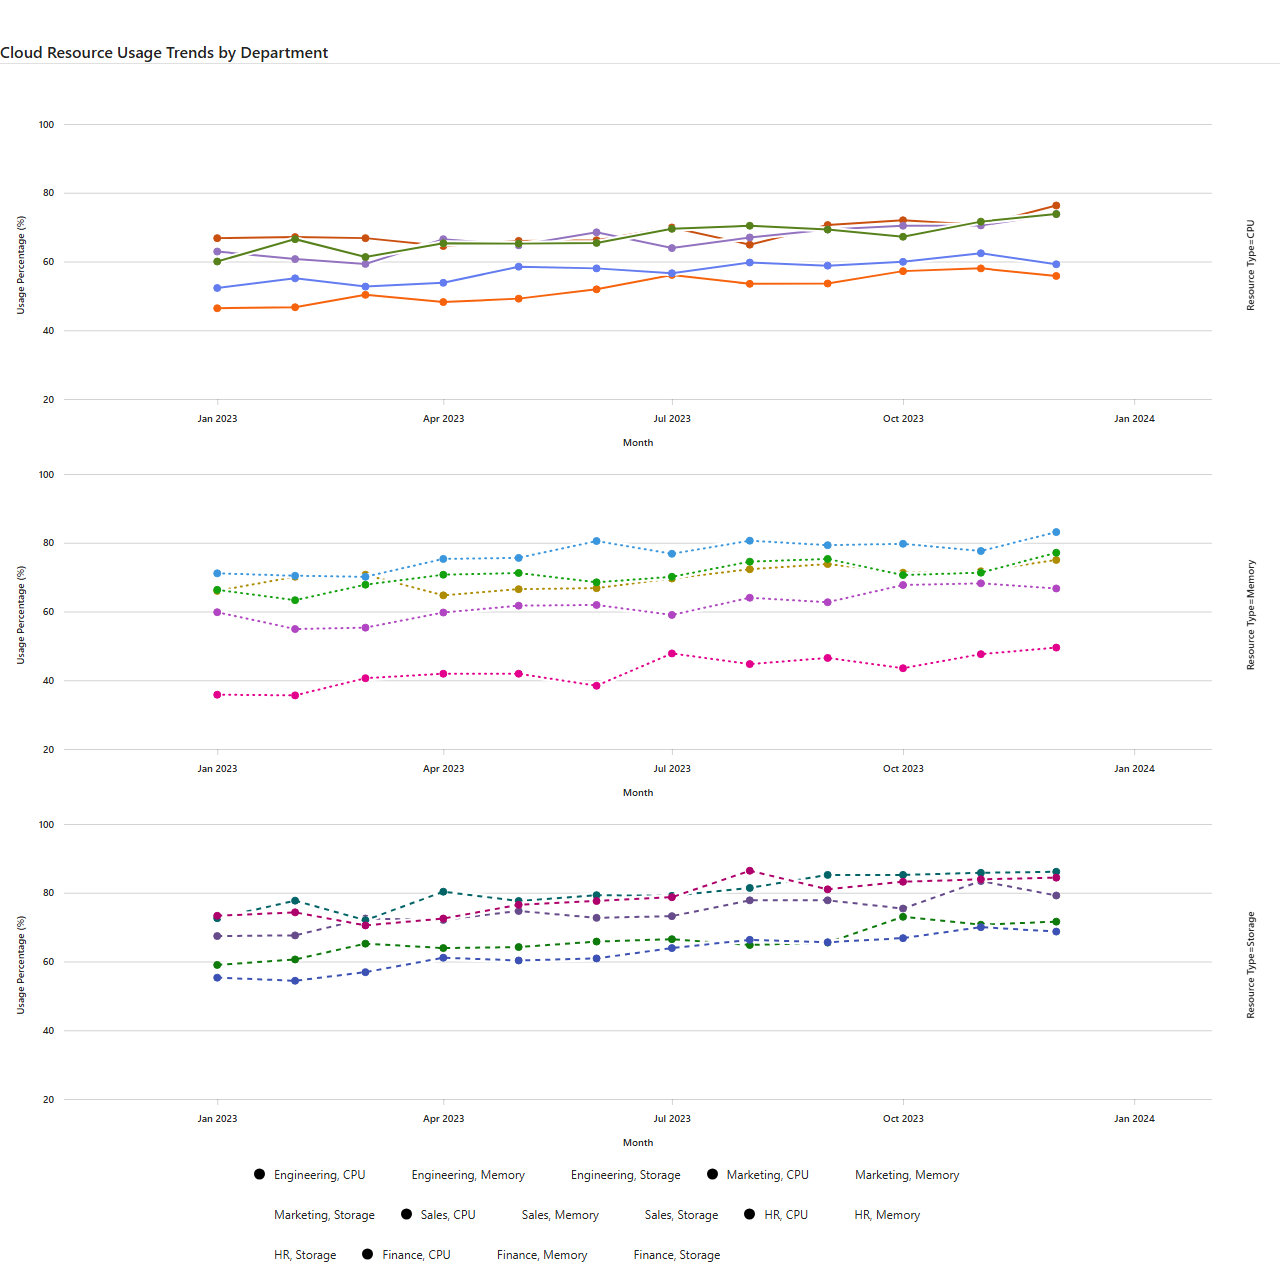 Cloud Resource Usage Trends by Department
100
80
60
40
20
Usage Percentage (%)
Resource Type=CPU
Jan 2023 Apr 2023 Jul 2023 Oct 2023 Jan 2024
Month
100
80
60
40
20
Usage Percentage (%)
Resource Type=Memory
Jan 2023 Apr 2023 Jul 2023 Oct 2023 Jan 2024
Month
100
80
60
40
20
Usage Percentage (%)
Resource Type=Storage
Jan 2023 Apr 2023 Jul 2023 Oct 2023 Jan 2024
Month
Engineering, CPU Engineering, Memory Engineering, Storage Marketing, CPU Marketing, Memory
Marketing, Storage Sales, CPU Sales, Memory Sales, Storage HR, CPU HR, Memory
HR, Storage Finance, CPU Finance, Memory Finance, Storage